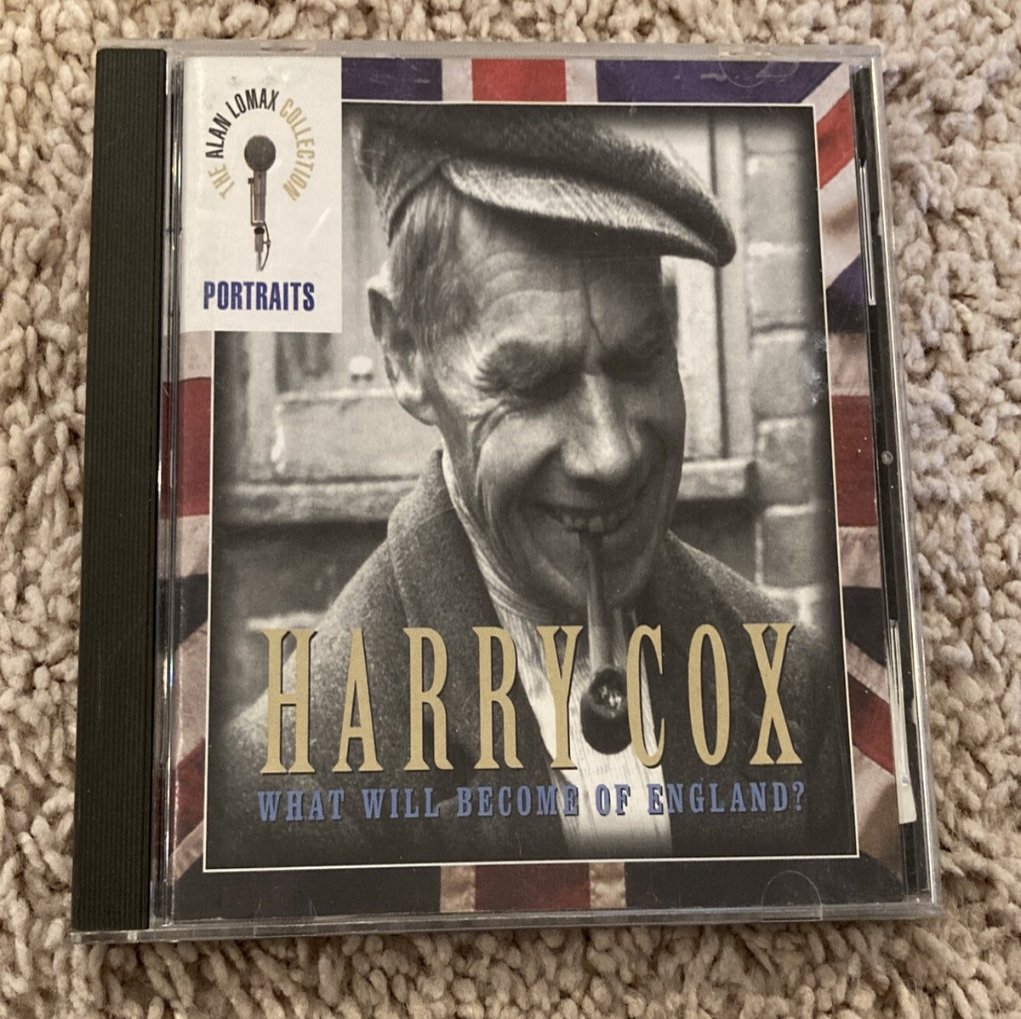 THE ALAN LOMAX COLLECTION
PORTRAITS
HARRY COX
WHAT WILL BECOME OF ENGLAND?